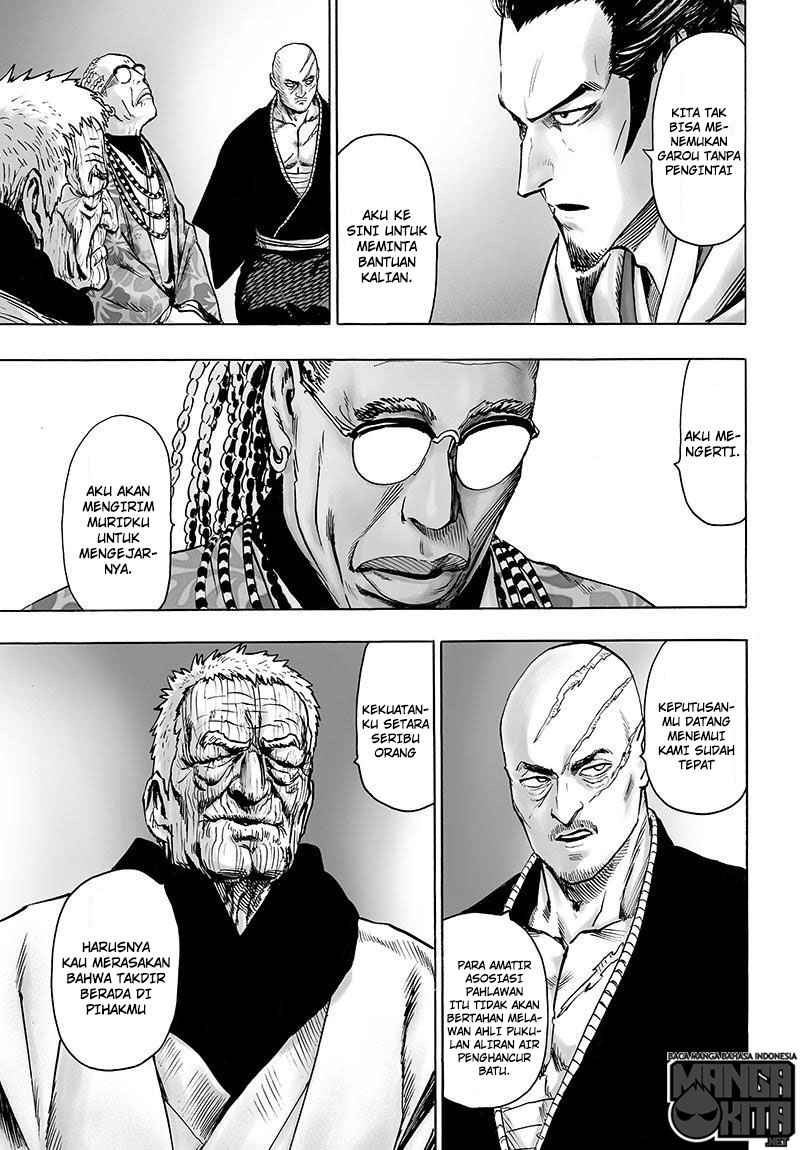 KITA TAK
BISA ME-
NEMUKAN
GAROU TANPA
PENGINTAI
AKU KE
SINI UNTUK
MEMINTA
BANTUAN
KALIAN.
AKU ME-
NGERTI.
AKU AKAN
MENGIRIM
MURIDKU
UNTUK
MENGEJAR-
NYA.
KEPUTUSAN-
MU DATANG
MENEMUI
KAMI SUDAH
TEPAT
PARA AMATIR
ASOSIASI
PAHLAWAN
ITU TIDAK AKAN
BERTAHAN MELA-
WAN AHLI PUKU-
LAN ALIRAN AIR
PENGHANCUR
BATU.
KEKUATAN-
KU SETARA
SERIBU
ORANG
HARUSNYA
KAU MERASAKAN
BAHWA TAKDIR
BERADA DI
PIHAKMU
BACA MANGA BAHASA INDONESIA
MANGA
KITA
.NET